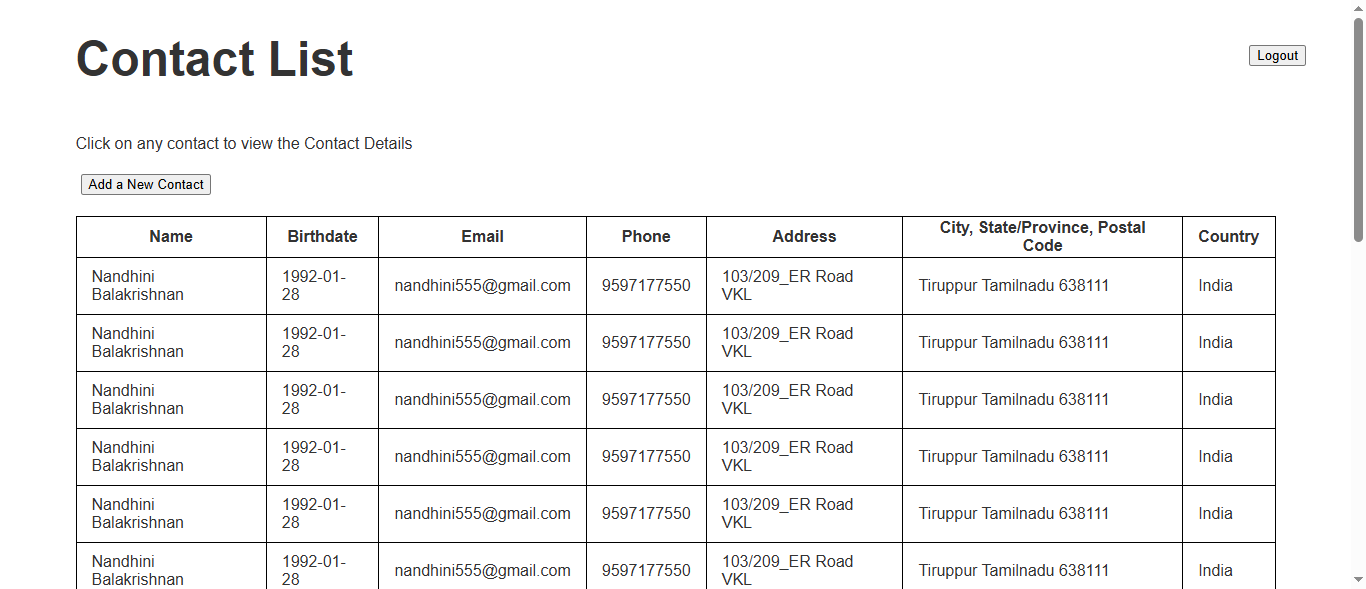 Contact List
Logout
Click on any contact to view the Contact Details
Add a New Contact
Name Birthdate Email Phone Address City, State/Province, Postal Code Country
Nandhini Balakrishnan 1992-01-28 nandhini555@gmail.com 9597177550 103/209_ER Road VKL Tiruppur Tamilnadu 638111 India
Nandhini Balakrishnan 1992-01-28 nandhini555@gmail.com 9597177550 103/209_ER Road VKL Tiruppur Tamilnadu 638111 India
Nandhini Balakrishnan 1992-01-28 nandhini555@gmail.com 9597177550 103/209_ER Road VKL Tiruppur Tamilnadu 638111 India
Nandhini Balakrishnan 1992-01-28 nandhini555@gmail.com 9597177550 103/209_ER Road VKL Tiruppur Tamilnadu 638111 India
Nandhini Balakrishnan 1992-01-28 nandhini555@gmail.com 9597177550 103/209_ER Road VKL Tiruppur Tamilnadu 638111 India
Nandhini Balakrishnan 1992-01-28 nandhini555@gmail.com 9597177550 103/209_ER Road VKL Tiruppur Tamilnadu 638111 India